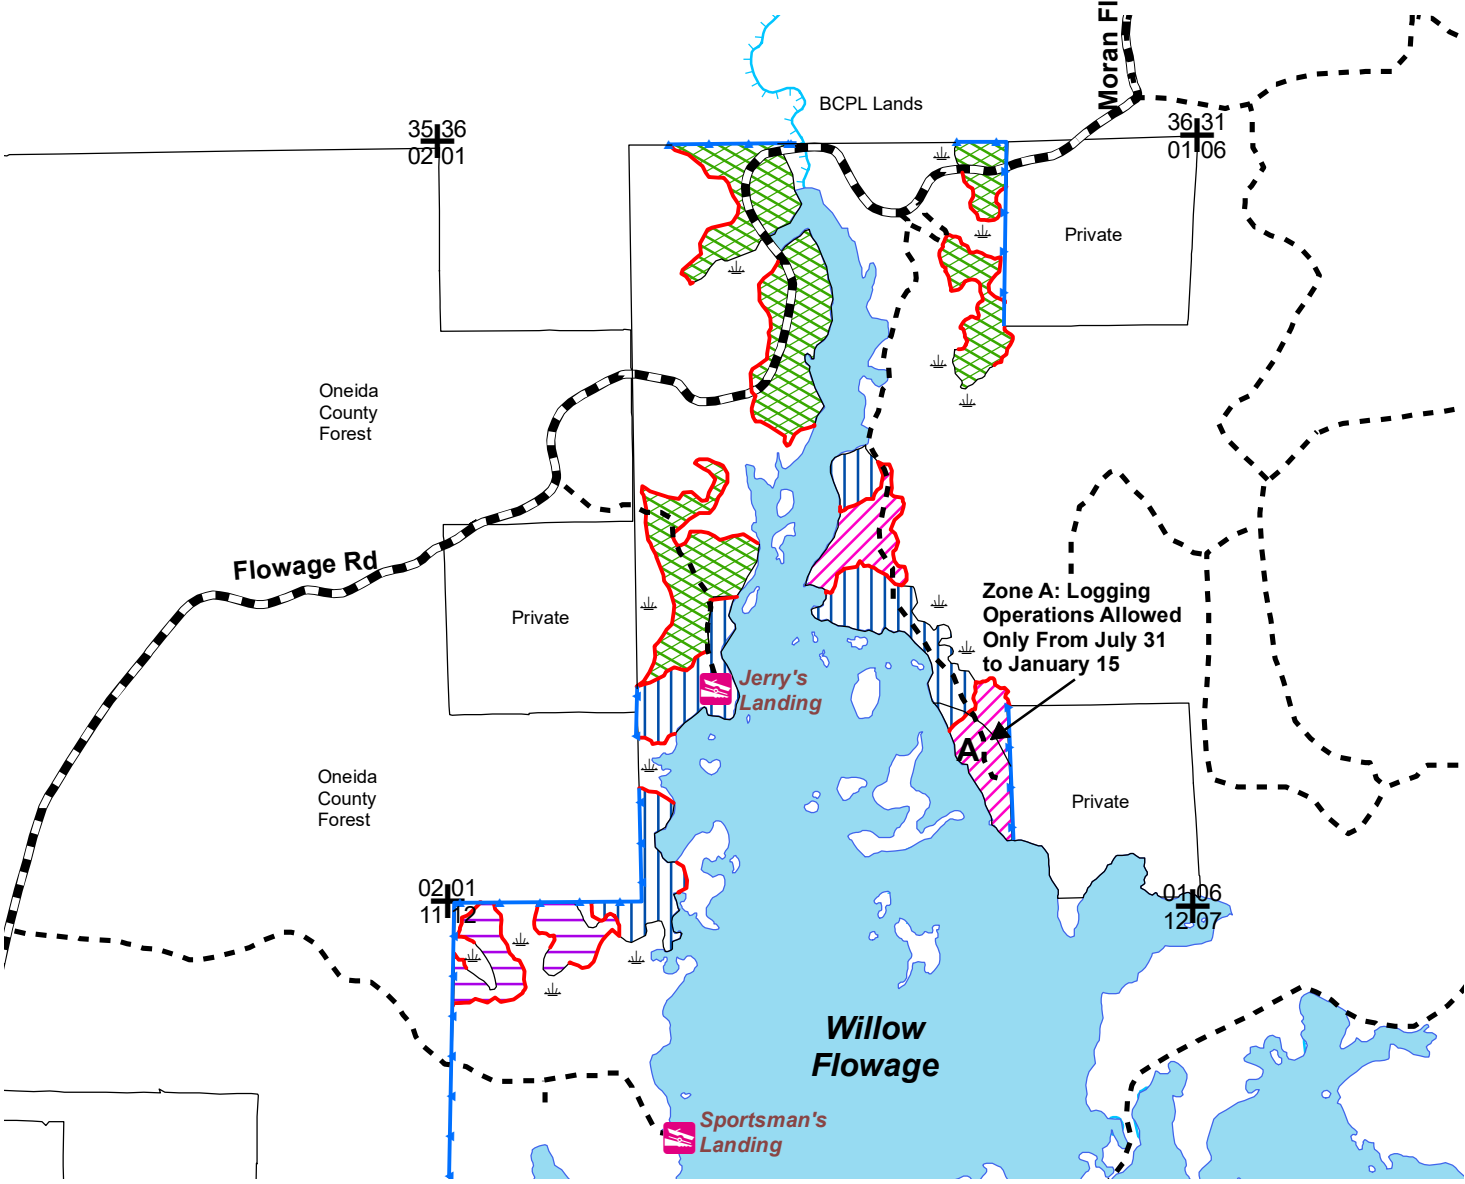 Moran Fl
BCPL Lands
35 36
02 01
36 31
01 06
Private
Oneida
County
Forest
Flowage Rd
Private
Zone A: Logging
Operations Allowed
Only From July 31
to January 15
Jerry's
Landing
A
Oneida
County
Forest
Private
02 01
11 12
01 06
12 07
Willow
Flowage
Sportsman's
Landing